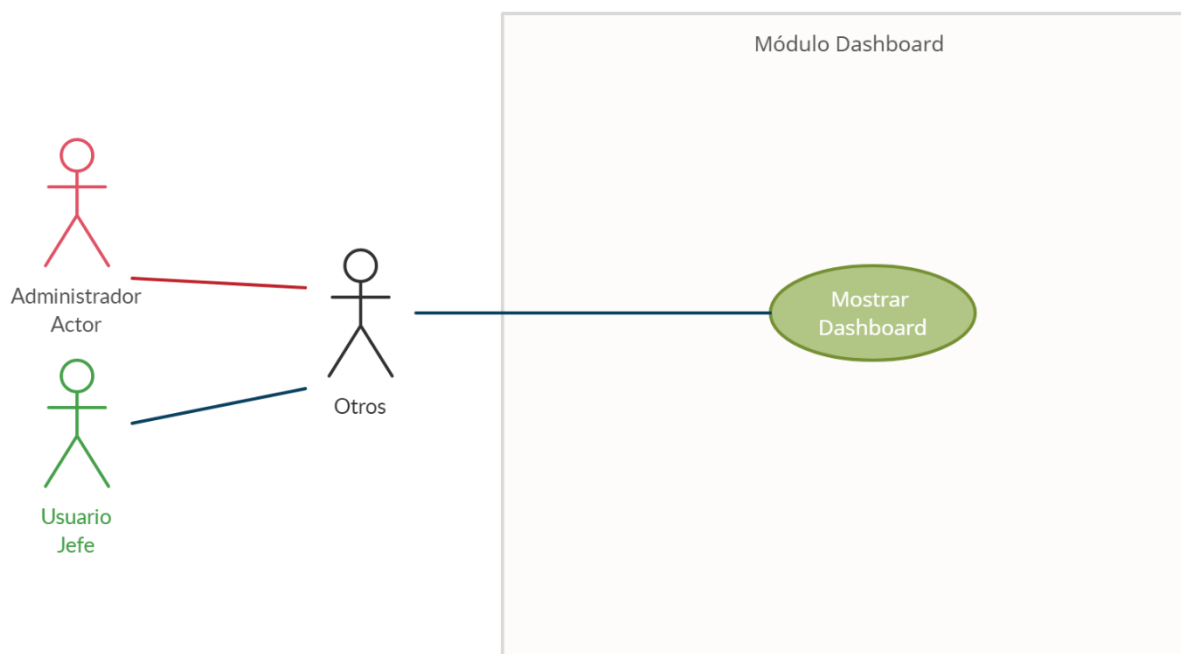 Módulo Dashboard
Administrador
Actor
Otros
Usuario
Jefe
Mostrar
Dashboard